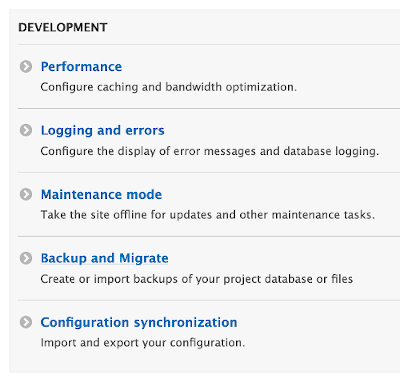 DEVELOPMENT
Performance
Configure caching and bandwidth optimization.
Logging and errors
Configure the display of error messages and database logging.
Maintenance mode
Take the site offline for updates and other maintenance tasks.
Backup and Migrate
Create or import backups of your project database or files
Configuration synchronization
Import and export your configuration.